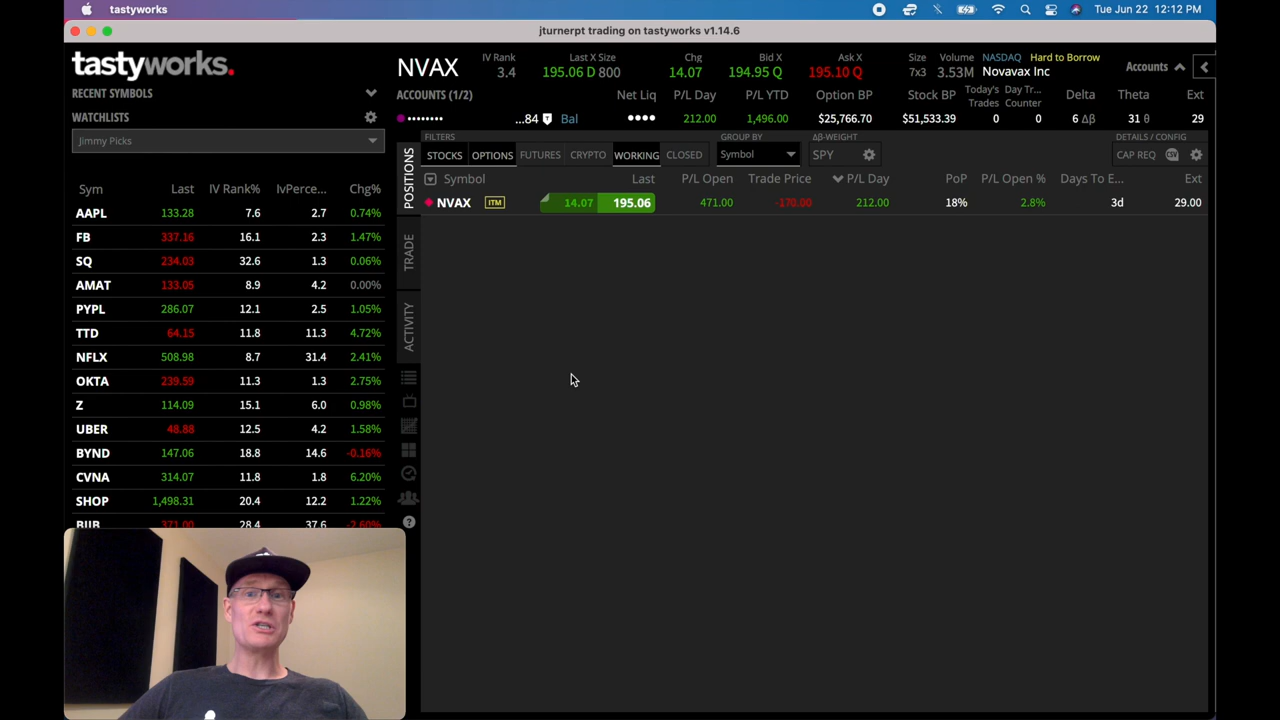 tastyworks
Tue Jun 22 12:12 PM
jturnerpt trading on tastyworks v1.14.6
tastyworks.
NVAX
IV Rank
3.4
Last X Size
195.06 D 800
Chg
14.07
Bid X
194.95 Q
Ask X
195.10 Q
Size
7x3
Volume
3.53M
NASDAQ
Hard to Borrow
Novavax Inc
Accounts
RECENT SYMBOLS
WATCHLISTS
Jimmy Picks
ACCOUNTS (1/2)
Net Liq P/L Day P/L YTD Option BP Stock BP Today's Trades Day Tr... Counter Delta Theta Ext
...84 Bal 212.00 1,496.00 $25,766.70 $51,533.39 0 0 6 Δβ 31 θ 29
FILTERS GROUP BY Δβ-WEIGHT DETAILS / CONFIG
STOCKS OPTIONS FUTURES CRYPTO WORKING CLOSED Symbol SPY CAP REQ CSV
Symbol Last P/L Open Trade Price P/L Day PoP P/L Open % Days To E... Ext
NVAX ITM 14.07 195.06 471.00 -170.00 212.00 18% 2.8% 3d 29.00
POSITIONS
TRADE
ACTIVITY
Sym Last IV Rank% IvPerce... Chg%
AAPL 133.28 7.6 2.7 0.74%
FB 337.16 16.1 2.3 1.47%
SQ 234.03 32.6 1.3 0.06%
AMAT 133.05 8.9 4.2 0.00%
PYPL 286.07 12.1 2.5 1.05%
TTD 64.15 11.8 11.3 4.72%
NFLX 508.98 8.7 31.4 2.41%
OKTA 239.59 11.3 1.3 2.75%
Z 114.09 15.1 6.0 0.98%
UBER 48.88 12.5 4.2 1.58%
BYND 147.06 18.8 14.6 -0.16%
CVNA 314.07 11.8 1.8 6.20%
SHOP 1,498.31 20.4 12.2 1.22%
BIIB 371.00 28.4 37.6 -2.60%